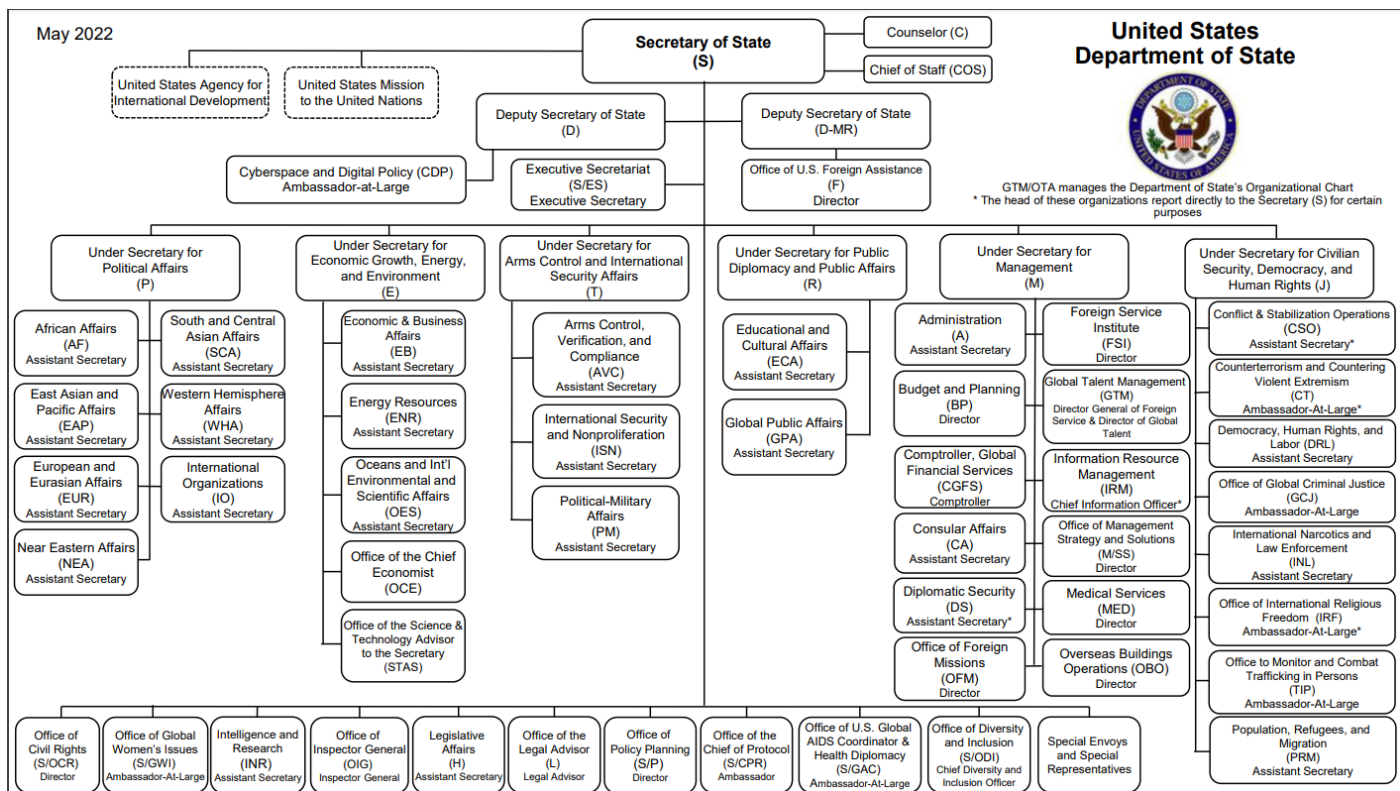 May 2022
Secretary of State
(S)
Counselor (C)
Chief of Staff (COS)
United States
Department of State
DEPARTMENT OF STATE
UNITED STATES OF AMERICA
United States Agency for
International Development
United States Mission
to the United Nations
Deputy Secretary of State
(D)
Deputy Secretary of State
(D-MR)
Cyberspace and Digital Policy (CDP)
Ambassador-at-Large
Executive Secretariat
(S/ES)
Executive Secretary
Office of U.S. Foreign Assistance
(F)
Director
GTM/OTA manages the Department of State's Organizational Chart
* The head of these organizations report directly to the Secretary (S) for certain
purposes
Under Secretary for
Political Affairs
(P)
Under Secretary for
Economic Growth, Energy,
and Environment
(E)
Under Secretary for
Arms Control and International
Security Affairs
(T)
Under Secretary for Public
Diplomacy and Public Affairs
(R)
Under Secretary for
Management
(M)
Under Secretary for Civilian
Security, Democracy, and
Human Rights (J)
African Affairs
(AF)
Assistant Secretary
South and Central
Asian Affairs
(SCA)
Assistant Secretary
East Asian and
Pacific Affairs
(EAP)
Assistant Secretary
Western Hemisphere
Affairs
(WHA)
Assistant Secretary
European and
Eurasian Affairs
(EUR)
Assistant Secretary
International
Organizations
(IO)
Assistant Secretary
Near Eastern Affairs
(NEA)
Assistant Secretary
Economic & Business
Affairs
(EB)
Assistant Secretary
Energy Resources
(ENR)
Assistant Secretary
Oceans and Int'l
Environmental and
Scientific Affairs
(OES)
Assistant Secretary
Office of the Chief
Economist
(OCE)
Office of the Science &
Technology Advisor
to the Secretary
(STAS)
Arms Control,
Verification, and
Compliance
(AVC)
Assistant Secretary
International Security
and Nonproliferation
(ISN)
Assistant Secretary
Political-Military
Affairs
(PM)
Assistant Secretary
Educational and
Cultural Affairs
(ECA)
Assistant Secretary
Global Public Affairs
(GPA)
Assistant Secretary
Administration
(A)
Assistant Secretary
Foreign Service
Institute
(FSI)
Director
Budget and Planning
(BP)
Director
Global Talent Management
(GTM)
Director General of Foreign
Service & Director of Global
Talent
Comptroller, Global
Financial Services
(CGFS)
Comptroller
Information Resource
Management
(IRM)
Chief Information Officer*
Consular Affairs
(CA)
Assistant Secretary
Office of Management
Strategy and Solutions
(M/SS)
Director
Diplomatic Security
(DS)
Assistant Secretary*
Medical Services
(MED)
Director
Office of Foreign
Missions
(OFM)
Director
Overseas Buildings
Operations (OBO)
Director
Conflict & Stabilization Operations
(CSO)
Assistant Secretary*
Counterterrorism and Countering
Violent Extremism
(CT)
Ambassador-At-Large*
Democracy, Human Rights, and
Labor (DRL)
Assistant Secretary
Office of Global Criminal Justice
(GCJ)
Ambassador-At-Large
International Narcotics and
Law Enforcement
(INL)
Assistant Secretary
Office of International Religious
Freedom (IRF)
Ambassador-At-Large*
Office to Monitor and Combat
Trafficking in Persons
(TIP)
Ambassador-At-Large
Population, Refugees, and
Migration
(PRM)
Assistant Secretary
Office of
Civil Rights
(S/OCR)
Director
Office of Global
Women's Issues
(S/GWI)
Ambassador-At-Large
Intelligence and
Research
(INR)
Assistant Secretary
Office of
Inspector General
(OIG)
Inspector General
Legislative
Affairs
(H)
Assistant Secretary
Office of the
Legal Advisor
(L)
Legal Advisor
Office of
Policy Planning
(S/P)
Director
Office of the
Chief of Protocol
(S/CPR)
Ambassador
Office of U.S. Global
AIDS Coordinator &
Health Diplomacy
(S/GAC)
Ambassador-At-Large
Office of Diversity
and Inclusion
(S/ODI)
Chief Diversity and
Inclusion Officer
Special Envoys
and Special
Representatives